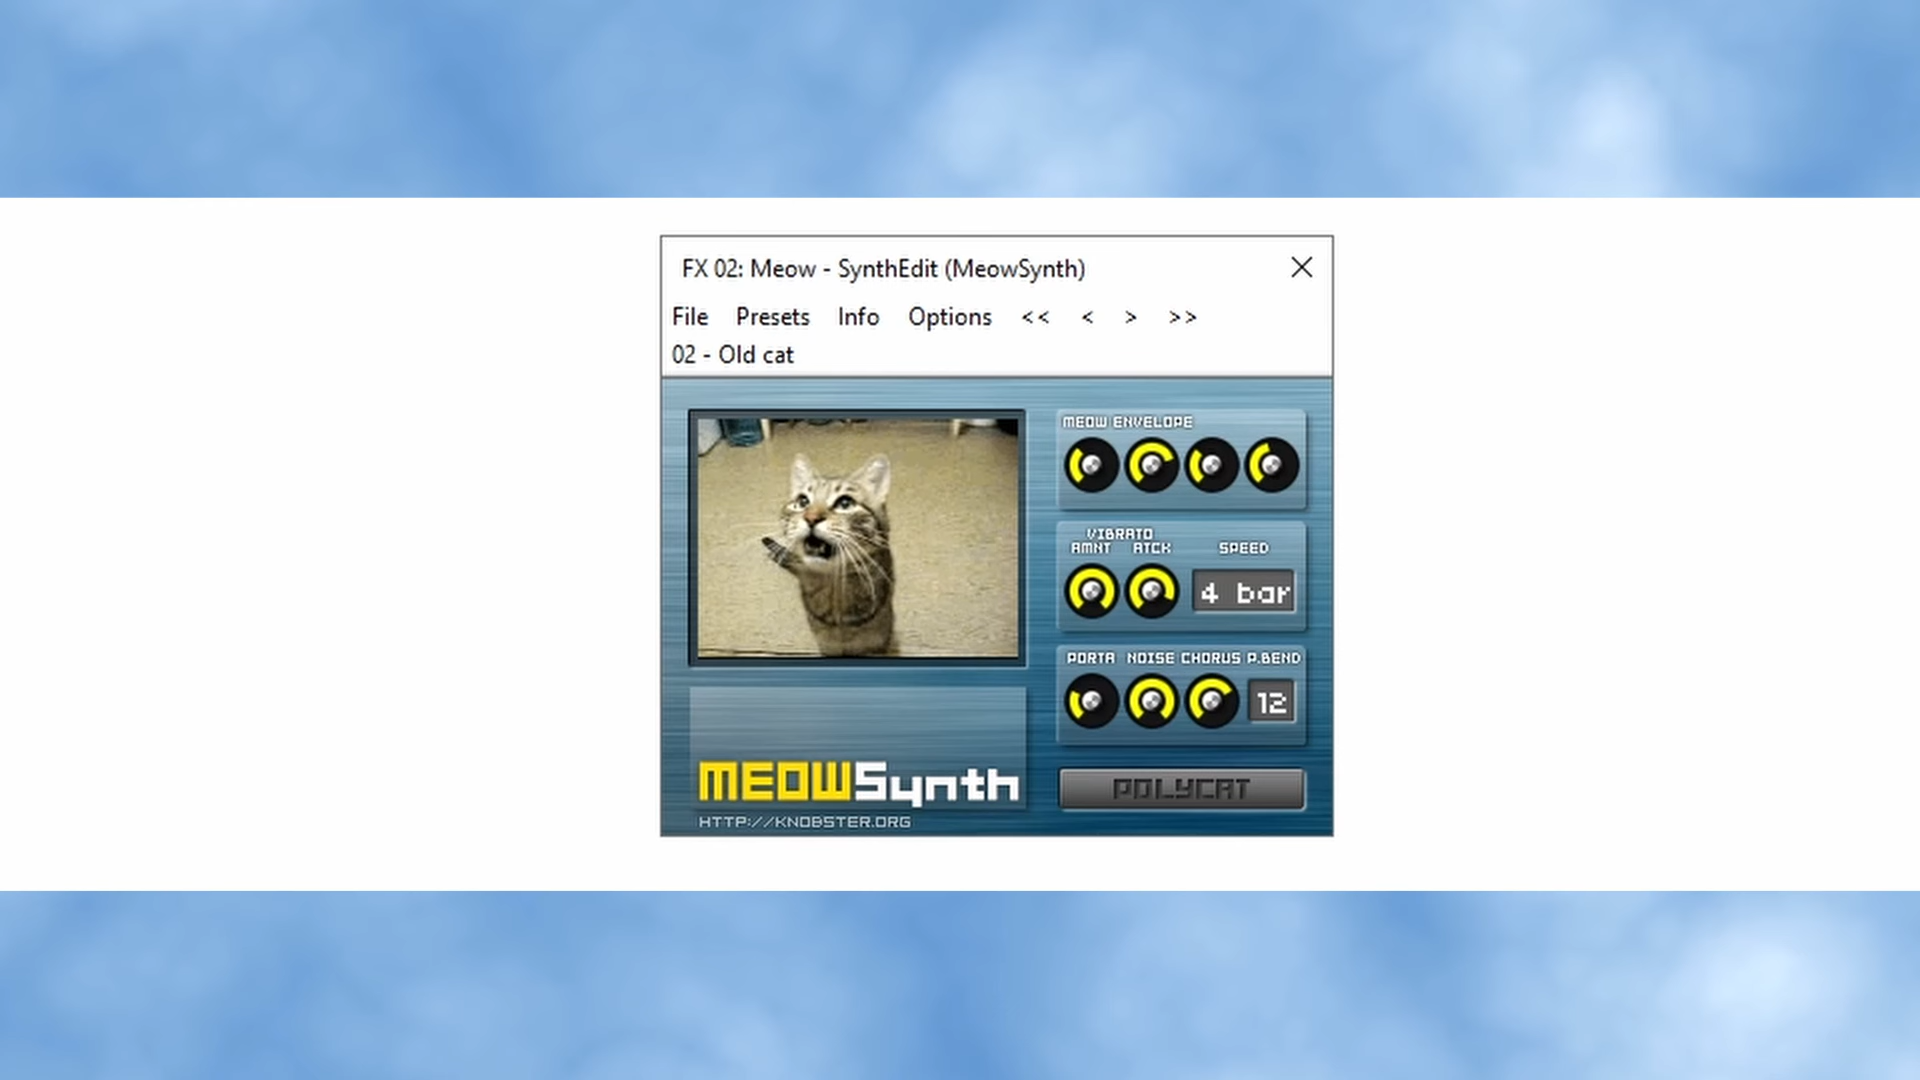 FX 02: Meow - SynthEdit (MeowSynth)
File Presets Info Options << < > >>
02 - Old cat
MEOW ENVELOPE
VIBRATO
AMNT ATCK SPEED
4 bar
PORTA NOISE CHORUS P.BEND
12
MEOWSynth
POLYCAT
HTTP://KNOBSTER.ORG